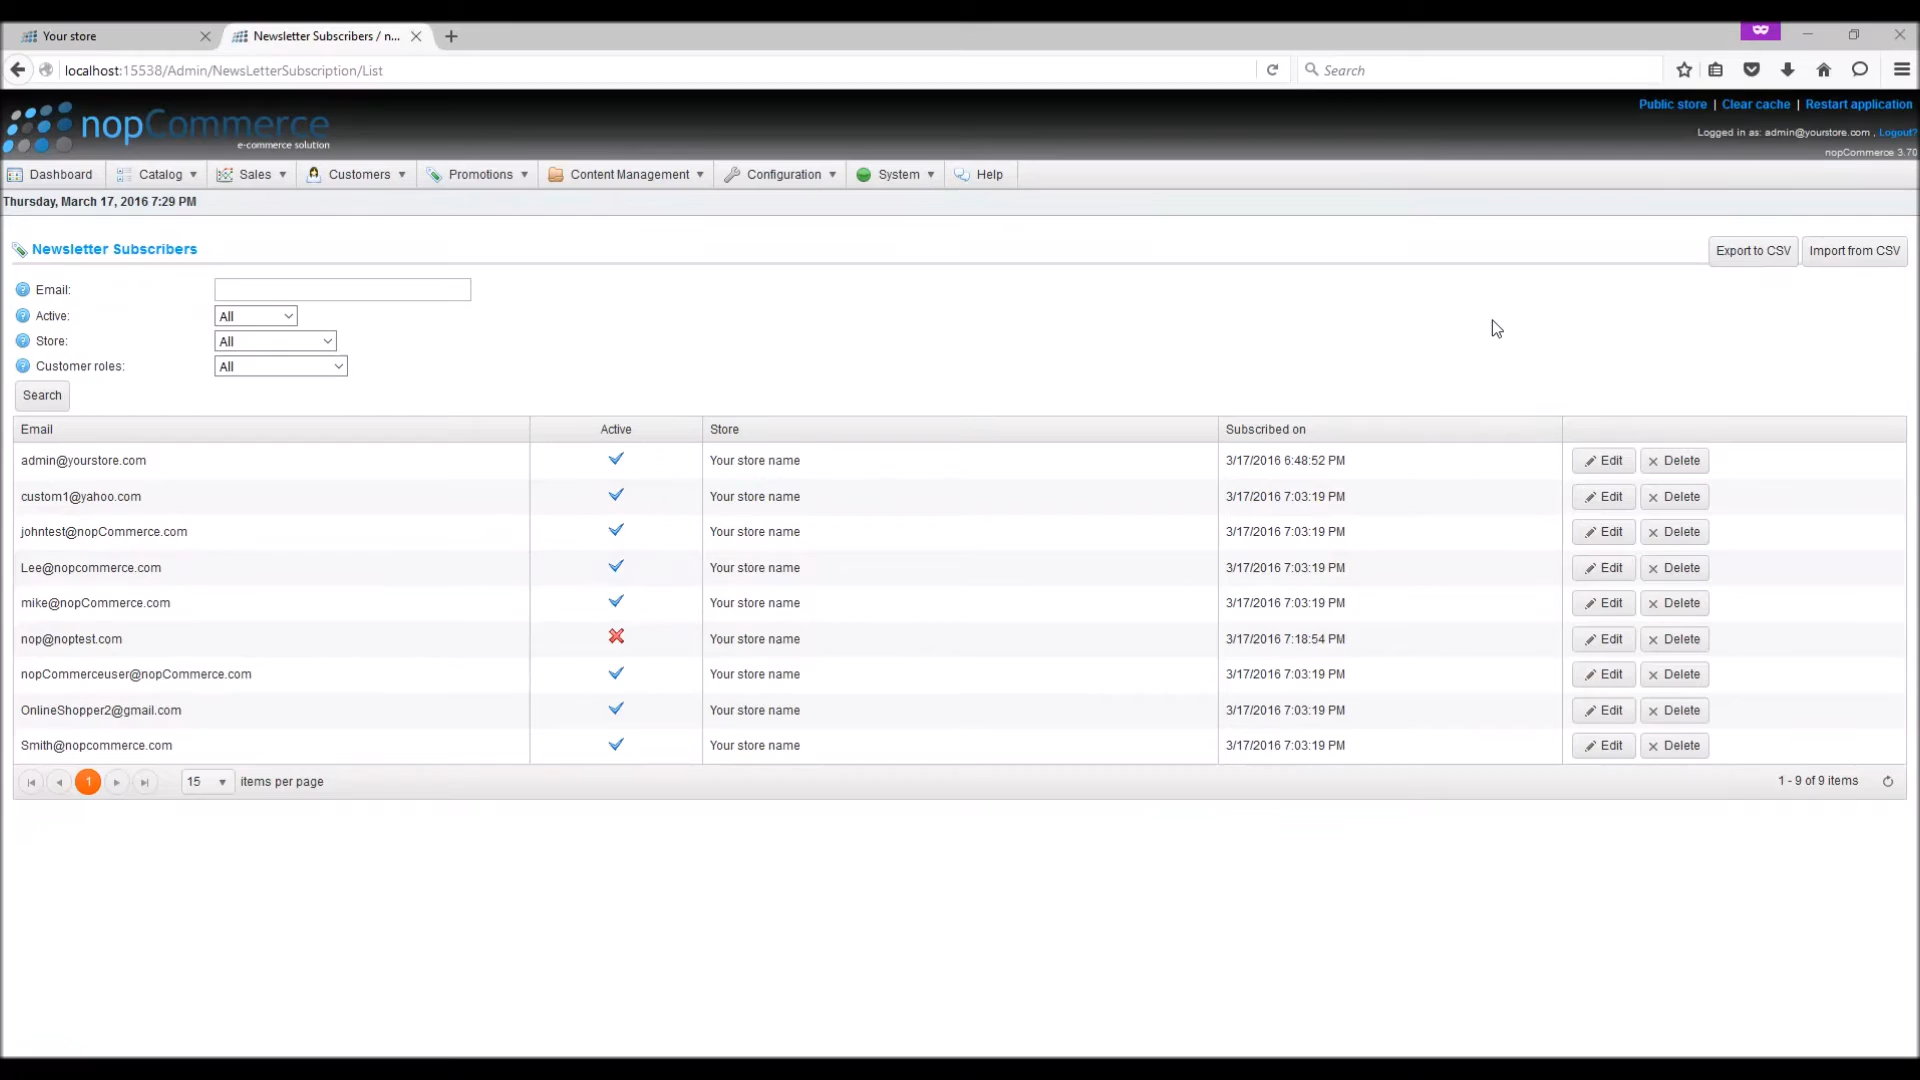 Your store
Newsletter Subscribers / n...
localhost:15538/Admin/NewsLetterSubscription/List
Search
nopCommerce
e-commerce solution
Public store | Clear cache | Restart application
Logged in as: admin@yourstore.com , Logout?
nopCommerce 3.70
Dashboard Catalog Sales Customers Promotions Content Management Configuration System Help
Thursday, March 17, 2016 7:29 PM
Newsletter Subscribers
Export to CSV Import from CSV
Email:
Active: All
Store: All
Customer roles: All
Search
Email Active Store Subscribed on
admin@yourstore.com Your store name 3/17/2016 6:48:52 PM Edit Delete
custom1@yahoo.com Your store name 3/17/2016 7:03:19 PM Edit Delete
johntest@nopCommerce.com Your store name 3/17/2016 7:03:19 PM Edit Delete
Lee@nopcommerce.com Your store name 3/17/2016 7:03:19 PM Edit Delete
mike@nopCommerce.com Your store name 3/17/2016 7:03:19 PM Edit Delete
nop@noptest.com Your store name 3/17/2016 7:18:54 PM Edit Delete
nopCommerceuser@nopCommerce.com Your store name 3/17/2016 7:03:19 PM Edit Delete
OnlineShopper2@gmail.com Your store name 3/17/2016 7:03:19 PM Edit Delete
Smith@nopcommerce.com Your store name 3/17/2016 7:03:19 PM Edit Delete
1 15 items per page 1 - 9 of 9 items